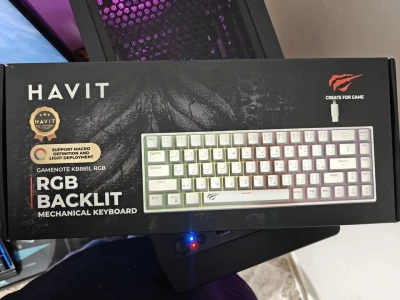 HAVIT
HAVIT
SUPPORT MACRO
DEFINITION AND
LIGHT DEPLOYMENT
GAMENOTE KB881L RGB
RGB
BACKLIT
MECHANICAL KEYBOARD
CREATE FOR GAME